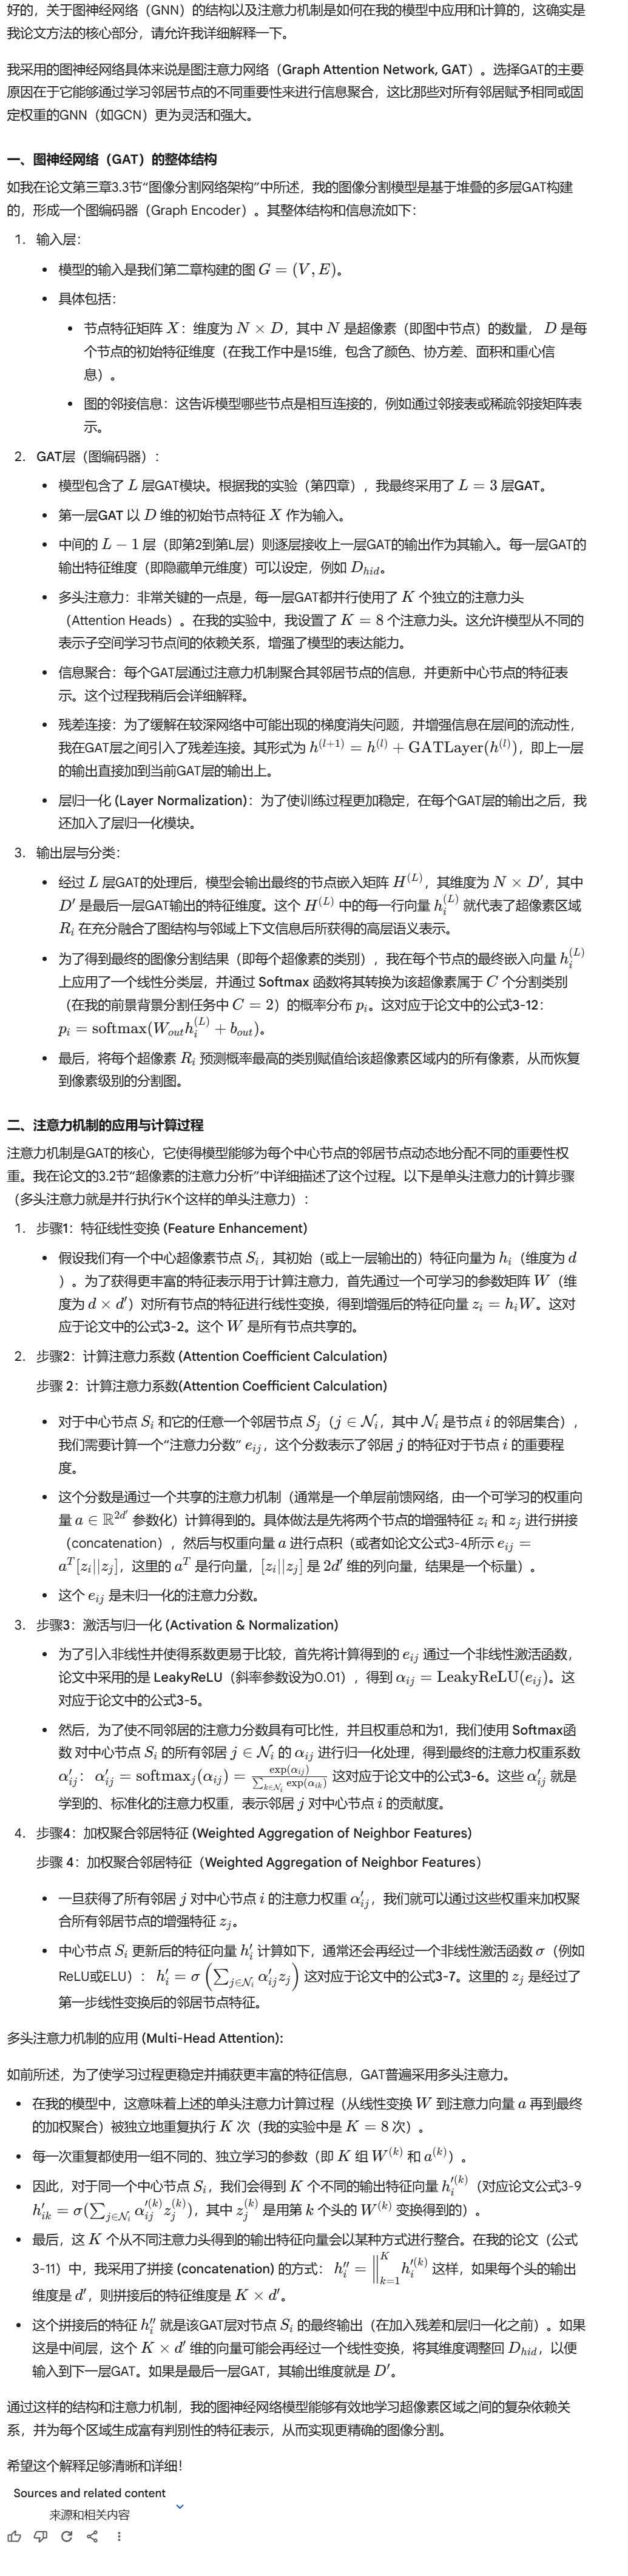 好的，关于图神经网络（GNN）的结构以及注意力机制是如何在我的模型中应用和计算的，这确实是
我论文方法的核心部分，请允许我详细解释一下。
我采用的图神经网络具体来说是图注意力网络（Graph Attention Network, GAT）。选择GAT的主要
原因在于它能够通过学习邻居节点的不同重要性来进行信息聚合，这比那些对所有邻居赋予相同或固
定权重的GNN（如GCN）更为灵活和强大。
一、图神经网络（GAT）的整体结构
如我在论文第三章3.3节“图像分割网络架构”中所述，我的图像分割模型是基于堆叠的多层GAT构建
的，形成一个图编码器（Graph Encoder）。其整体结构和信息流如下：
1. 输入层：
• 模型的输入是我们第二章构建的图 G = (V, E)。
• 具体包括：
• 节点特征矩阵 X：维度为 N × D，其中 N 是超像素（即图中节点）的数量， D 是每
个节点的初始特征维度（在我工作中是15维，包含了颜色、协方差、面积和重心信
息）。
• 图的邻接信息：这告诉模型哪些节点是相互连接的，例如通过邻接表或稀疏邻接矩阵表
示。
2. GAT层（图编码器）：
• 模型包含了 L 层GAT模块。根据我的实验（第四章），我最终采用了 L = 3 层GAT。
• 第一层GAT 以 D 维的初始节点特征 X 作为输入。
• 中间的 L − 1 层（即第2到第L层）则逐层接收上一层GAT的输出作为其输入。每一层GAT的
输出特征维度（即隐藏单元维度）可以设定，例如 D_{hid}。
• 多头注意力：非常关键的一点是，每一层GAT都并行使用了 K 个独立的注意力头
（Attention Heads）。在我的实验中，我设置了 K = 8 个注意力头。这允许模型从不同的
表示子空间学习节点间的依赖关系，增强了模型的表达能力。
• 信息聚合：每个GAT层通过注意力机制聚合其邻居节点的信息，并更新中心节点的特征表
示。这个过程我稍后会详细解释。
• 残差连接：为了缓解在较深网络中可能出现的梯度消失问题，并增强信息在层间的流动性，
我在GAT层之间引入了残差连接。其形式为 h^{(l+1)} = h^{(l)} + GATLayer(h^{(l)})，即上一层
的输出直接加到当前GAT层的输出上。
• 层归一化 (Layer Normalization)：为了使训练过程更加稳定，在每个GAT层的输出之后，我
还加入了层归一化模块。
3. 输出层与分类：
• 经过 L 层GAT的处理后，模型会输出最终的节点嵌入矩阵 H^{(L)}，其维度为 N × D′，其中
D′ 是最后一层GAT输出的特征维度。这个 H^{(L)} 中的每一行向量 h_i^{(L)} 就代表了超像素区域
R_i 在充分融合了图结构与邻域上下文信息后所获得的高层语义表示。
• 为了得到最终的图像分割结果（即每个超像素的类别），我在每个节点的最终嵌入向量 h_i^{(L)}
上应用了一个线性分类层，并通过 Softmax 函数将其转换为该超像素属于 C 个分割类别
（在我的前景背景分割任务中 C = 2）的概率分布 p_i。这对应于论文中的公式3-12：
p_i = softmax(W_{out}h_i^{(L)} + b_{out})。
• 最后，将每个超像素 R_i 预测概率最高的类别赋值给该超像素区域内的所有像素，从而恢复
到像素级别的分割图。
二、注意力机制的应用与计算过程
注意力机制是GAT的核心，它使得模型能够为每个中心节点的邻居节点动态地分配不同的重要性权
重。我在论文的3.2节“超像素的注意力分析”中详细描述了这个过程。以下是单头注意力的计算步骤
（多头注意力就是并行执行K个这样的单头注意力）：
1. 步骤1：特征线性变换 (Feature Enhancement)
• 假设我们有一个中心超像素节点 S_i，其初始（或上一层输出的）特征向量为 h_i（维度为 d
）。为了获得更丰富的特征表示用于计算注意力，首先通过一个可学习的参数矩阵 W（维
度为 d × d′）对所有节点的特征进行线性变换，得到增强后的特征向量 z_i = h_iW。这对
应于论文中的公式3-2。这个 W 是所有节点共享的。
2. 步骤2：计算注意力系数 (Attention Coefficient Calculation)
步骤 2：计算注意力系数(Attention Coefficient Calculation)
• 对于中心节点 S_i 和它的任意一个邻居节点 S_j（j ∈ N_i，其中 N_i 是节点 i 的邻居集合），
我们需要计算一个“注意力分数” e_{ij}，这个分数表示了邻居 j 的特征对于节点 i 的重要程
度。
• 这个分数是通过一个共享的注意力机制（通常是一个单层前馈网络，由一个可学习的权重向
量 a ∈ ℝ^{2d′} 参数化）计算得到的。具体做法是先将两个节点的增强特征 z_i 和 z_j 进行拼接
（concatenation），然后与权重向量 a 进行点积（或者如论文公式3-4所示 e_{ij} =
a^T[z_i||z_j]，这里的 a^T 是行向量，[z_i||z_j] 是 2d′ 维的列向量，结果是一个标量）。
• 这个 e_{ij} 是未归一化的注意力分数。
3. 步骤3：激活与归一化 (Activation & Normalization)
• 为了引入非线性并使得系数更易于比较，首先将计算得到的 e_{ij} 通过一个非线性激活函数，
论文中采用的是 LeakyReLU（斜率参数设为0.01），得到 α_{ij} = LeakyReLU(e_{ij})。这
对应于论文中的公式3-5。
• 然后，为了使不同邻居的注意力分数具有可比性，并且权重总和为1，我们使用 Softmax函
数 对中心节点 S_i 的所有邻居 j ∈ N_i 的 α_{ij} 进行归一化处理，得到最终的注意力权重系数
α′_{ij}： α′_{ij} = softmax_j(α_{ij}) = exp(α_{ij}) / ∑_{k∈N_i} exp(α_{ik}) 这对应于论文中的公式3-6。这些 α′_{ij} 就是
学到的、标准化的注意力权重，表示邻居 j 对中心节点 i 的贡献度。
4. 步骤4：加权聚合邻居特征 (Weighted Aggregation of Neighbor Features)
步骤 4：加权聚合邻居特征（Weighted Aggregation of Neighbor Features）
• 一旦获得了所有邻居 j 对中心节点 i 的注意力权重 α′_{ij}，我们就可以通过这些权重来加权聚
合所有邻居节点的增强特征 z_j。
• 中心节点 S_i 更新后的特征向量 h′_i 计算如下，通常还会再经过一个非线性激活函数 σ（例如
ReLU或ELU）： h′_i = σ(∑_{j∈N_i} α′_{ij}z_j) 这对应于论文中的公式3-7。这里的 z_j 是经过了
第一步线性变换后的邻居节点特征。
多头注意力机制的应用 (Multi-Head Attention):
如前所述，为了使学习过程更稳定并捕获更丰富的特征信息，GAT普遍采用多头注意力。
• 在我的模型中，这意味着上述的单头注意力计算过程（从线性变换 W 到注意力向量 a 再到最终
的加权聚合）被独立地重复执行 K 次（我的实验中是 K = 8 次）。
• 每一次重复都使用一组不同的、独立学习的参数（即 K 组 W^{(k)} 和 a^{(k)}）。
• 因此，对于同一个中心节点 S_i，我们会得到 K 个不同的输出特征向量 h_i′^{(k)}（对应论文公式3-9
h′_{ik} = σ(∑_{j∈N_i} α_{ij}′^{(k)} z_j^{(k)})，其中 z_j^{(k)} 是用第 k 个头的 W^{(k)} 变换得到的）。
• 最后，这 K 个从不同注意力头得到的输出特征向量会以某种方式进行整合。在我的论文（公式
3-11）中，我采用了拼接 (concatenation) 的方式： h″_i = ‖_{k=1}^{K} h_i′^{(k)} 这样，如果每个头的输出
维度是 d′，则拼接后的特征维度是 K × d′。
• 这个拼接后的特征 h″_i 就是该GAT层对节点 S_i 的最终输出（在加入残差和层归一化之前）。如果
这是中间层，这个 K × d′ 维的向量可能会再经过一个线性变换，将其维度调整回 D_{hid}，以便
输入到下一层GAT。如果是最后一层GAT，其输出维度就是 D′。
通过这样的结构和注意力机制，我的图神经网络模型能够有效地学习超像素区域之间的复杂依赖关
系，并为每个区域生成富有判别性的特征表示，从而实现更精确的图像分割。
希望这个解释足够清晰和详细！
Sources and related content
来源和相关内容